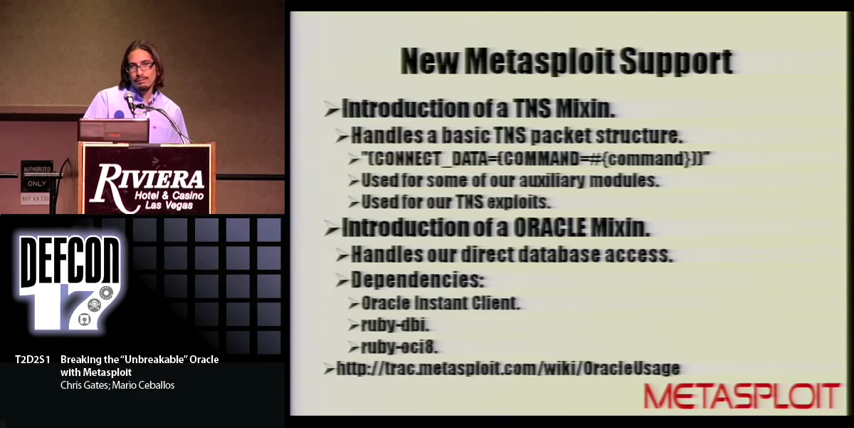 New Metasploit Support
➢Introduction of a TNS Mixin.
➢Handles a basic TNS packet structure.
➢"(CONNECT_DATA=(COMMAND=#{command}))"
➢Used for some of our auxiliary modules.
➢Used for our TNS exploits.
➢Introduction of a ORACLE Mixin.
➢Handles our direct database access.
➢Dependencies:
➢Oracle Instant Client.
➢ruby-dbi.
➢ruby-oci8.
➢http://trac.metasploit.com/wiki/OracleUsage
METASPLOIT
AUTHORIZED
ONLY
RIVIERA
Hotel & Casino
Las Vegas
DEFCON
17
T2D2S1 Breaking the "Unbreakable" Oracle
with Metasploit
Chris Gates; Mario Ceballos